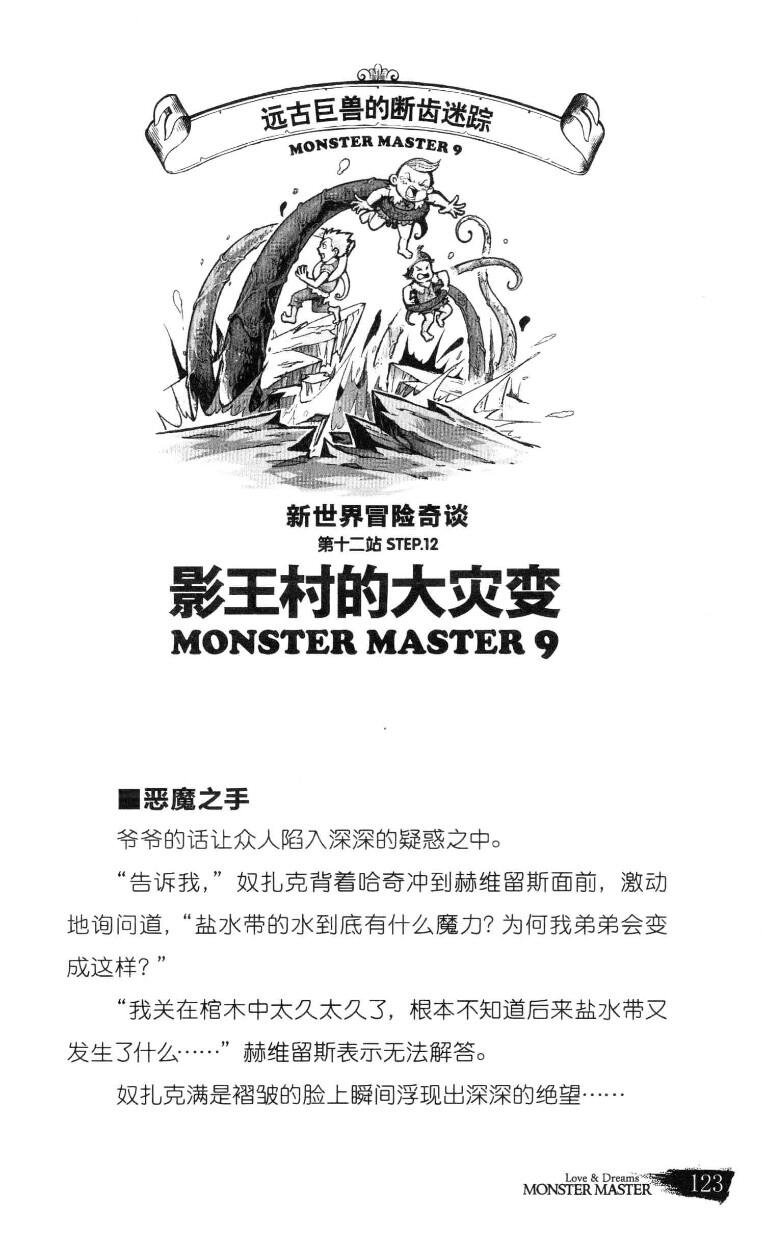 远古巨兽的断齿迷踪
MONSTER MASTER 9
新世界冒险奇谈
第十二站 STEP.12
影王村的大灾变
MONSTER MASTER 9
■恶魔之手
爷爷的话让众人陷入深深的疑惑之中。
“告诉我，”奴扎克背着哈奇冲到赫维留斯面前，激动
地询问道，“盐水带的水到底有什么魔力？为何我弟弟会变
成这样？”
“我关在棺木中太久太久了，根本不知道后来盐水带又
发生了什么……”赫维留斯表示无法解答。
奴扎克满是褶皱的脸上瞬间浮现出深深的绝望……
Love & Dreams
MONSTER MASTER 123